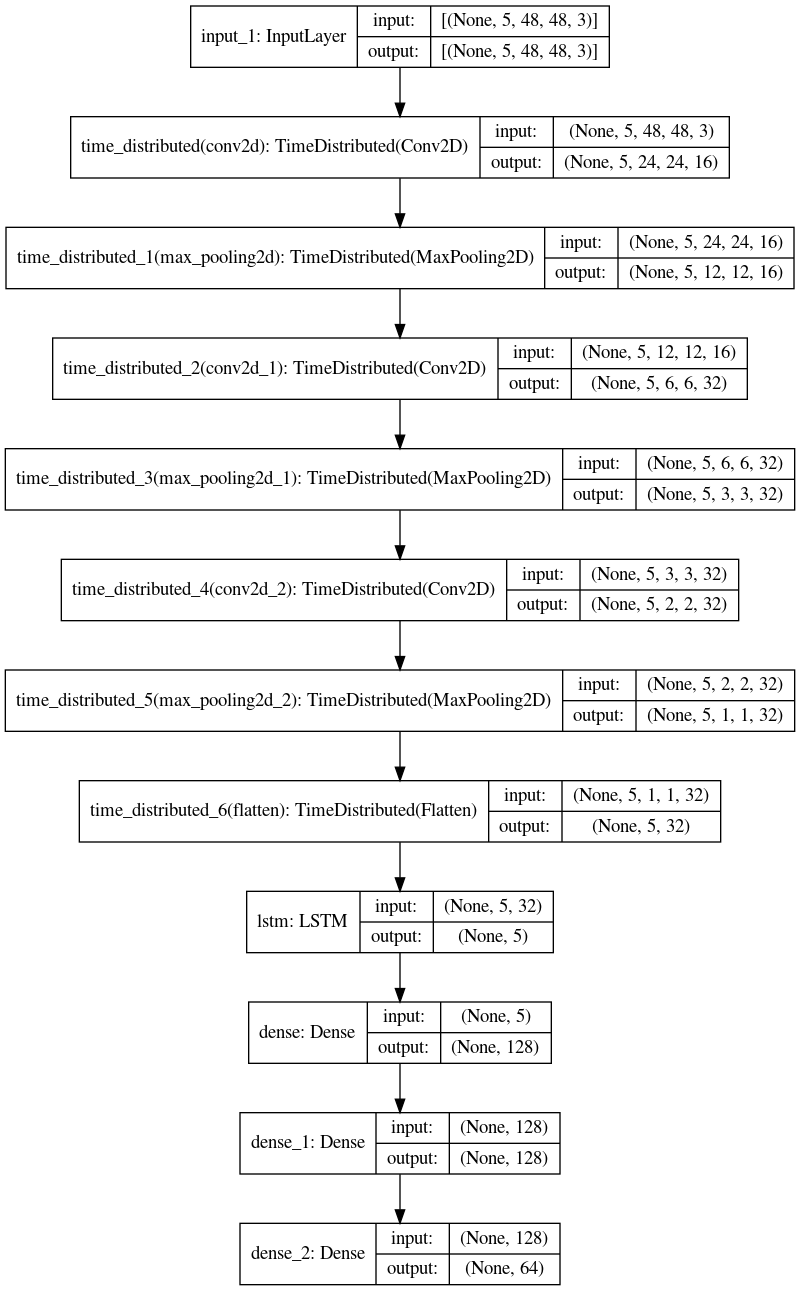 input_1: InputLayer
input: [(None, 5, 48, 48, 3)]
output: [(None, 5, 48, 48, 3)]
time_distributed(conv2d): TimeDistributed(Conv2D)
input: (None, 5, 48, 48, 3)
output: (None, 5, 24, 24, 16)
time_distributed_1(max_pooling2d): TimeDistributed(MaxPooling2D)
input: (None, 5, 24, 24, 16)
output: (None, 5, 12, 12, 16)
time_distributed_2(conv2d_1): TimeDistributed(Conv2D)
input: (None, 5, 12, 12, 16)
output: (None, 5, 6, 6, 32)
time_distributed_3(max_pooling2d_1): TimeDistributed(MaxPooling2D)
input: (None, 5, 6, 6, 32)
output: (None, 5, 3, 3, 32)
time_distributed_4(conv2d_2): TimeDistributed(Conv2D)
input: (None, 5, 3, 3, 32)
output: (None, 5, 2, 2, 32)
time_distributed_5(max_pooling2d_2): TimeDistributed(MaxPooling2D)
input: (None, 5, 2, 2, 32)
output: (None, 5, 1, 1, 32)
time_distributed_6(flatten): TimeDistributed(Flatten)
input: (None, 5, 1, 1, 32)
output: (None, 5, 32)
lstm: LSTM
input: (None, 5, 32)
output: (None, 5)
dense: Dense
input: (None, 5)
output: (None, 128)
dense_1: Dense
input: (None, 128)
output: (None, 128)
dense_2: Dense
input: (None, 128)
output: (None, 64)